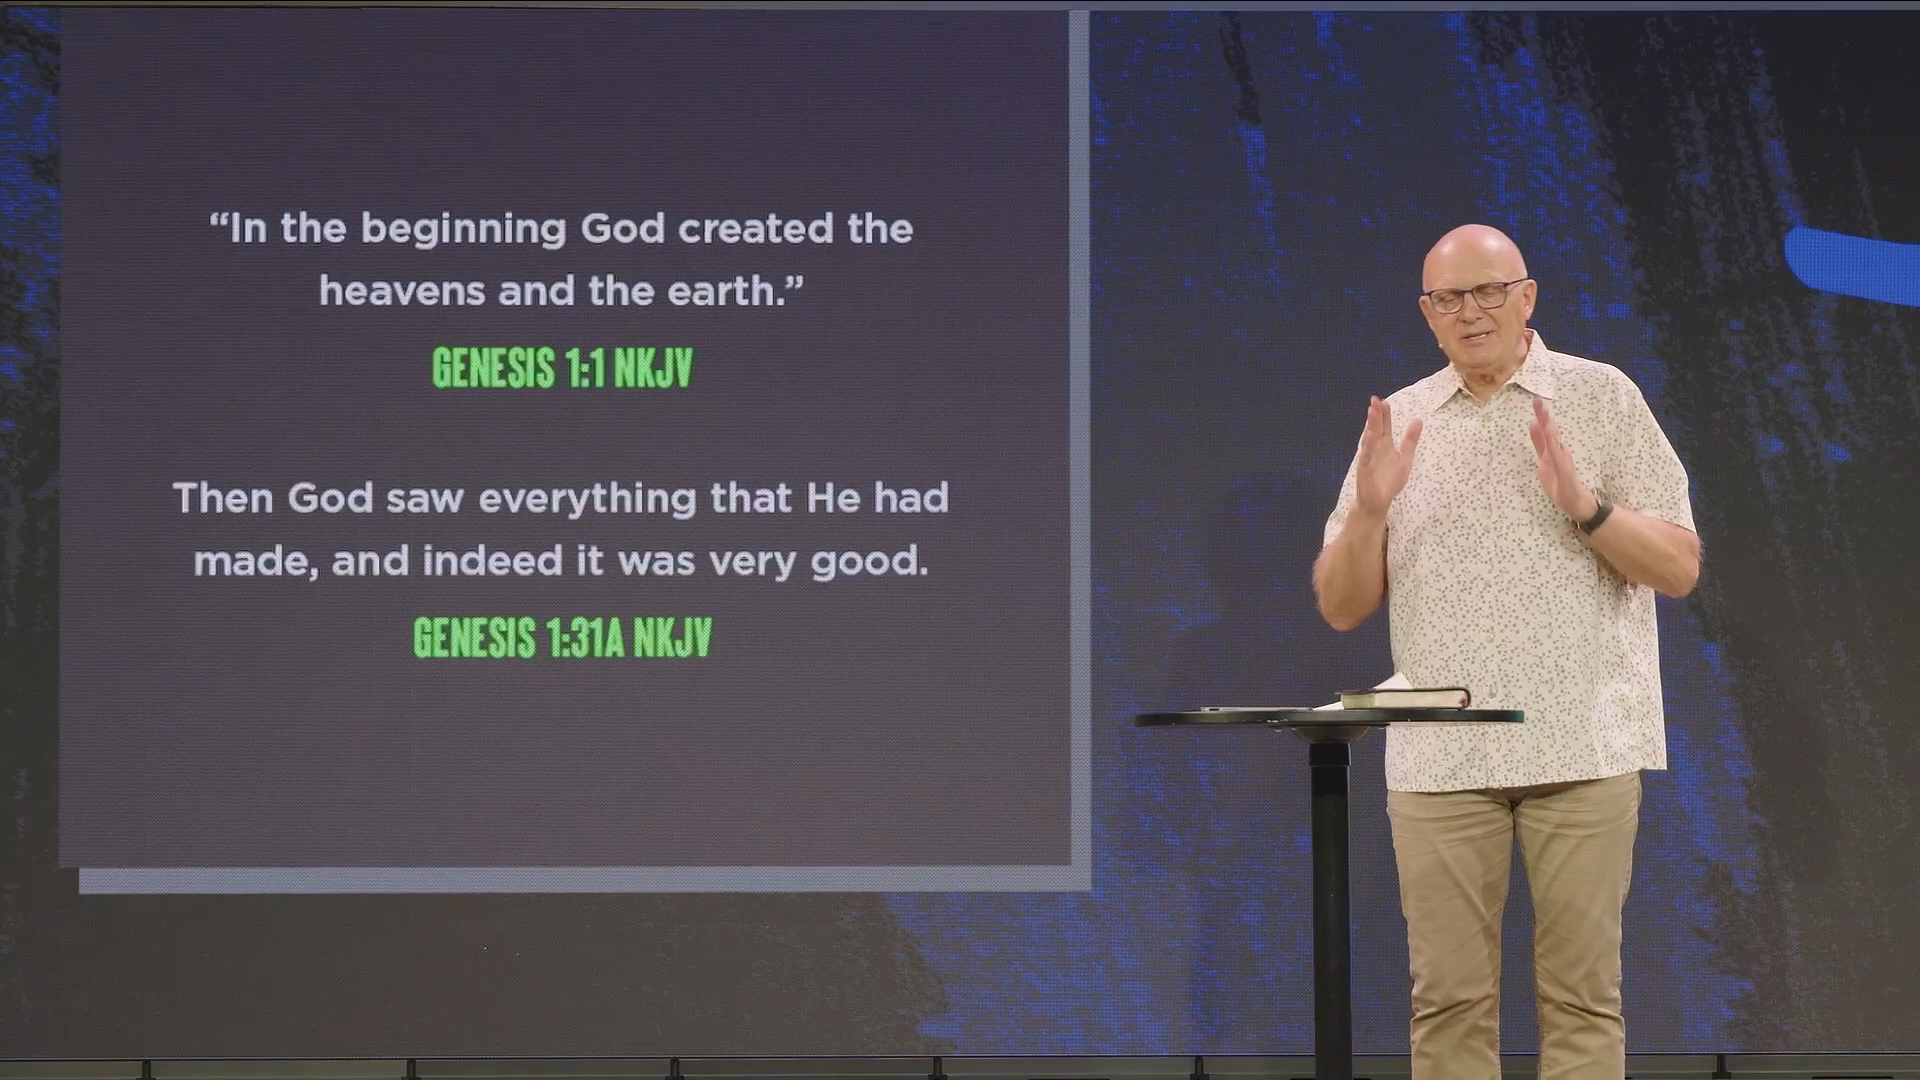 “In the beginning God created the
heavens and the earth.”
GENESIS 1:1 NKJV
Then God saw everything that He had
made, and indeed it was very good.
GENESIS 1:31A NKJV